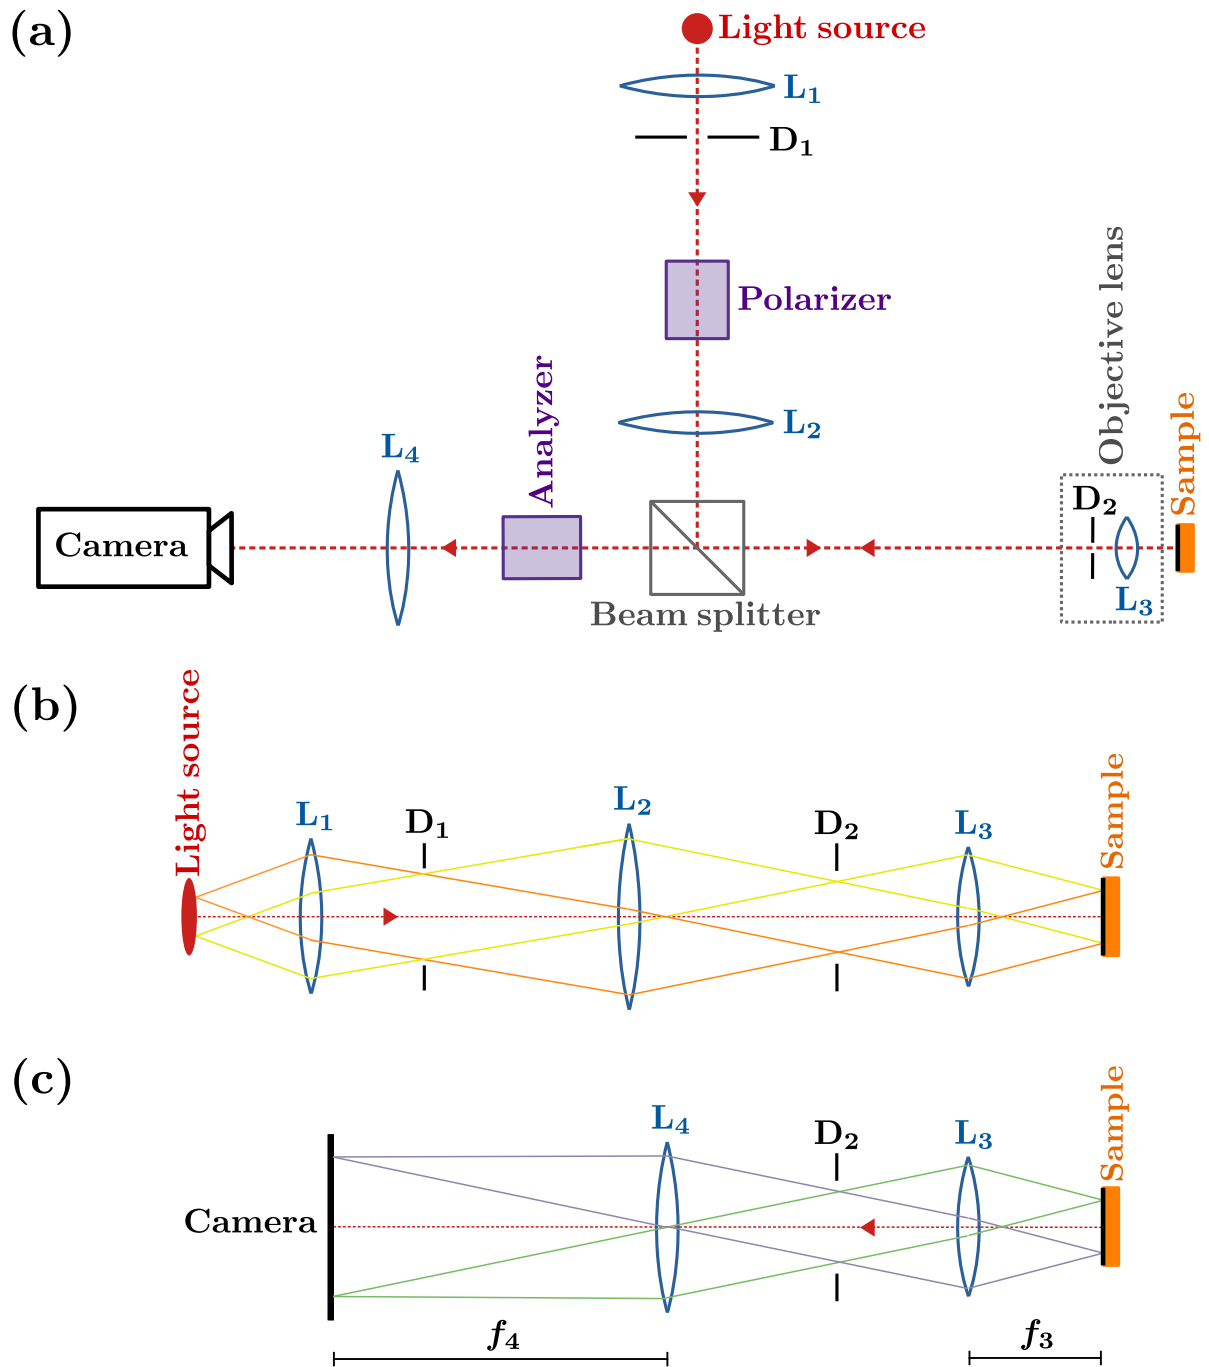 (a)
Light source
L1
D1
Polarizer
Objective lens
Analyzer
L2
Sample
L4
D2
Camera
L3
Beam splitter
(b)
Light source
L1
D1
L2
D2
L3
Sample
(c)
L4
D2
L3
Sample
Camera
f4
f3